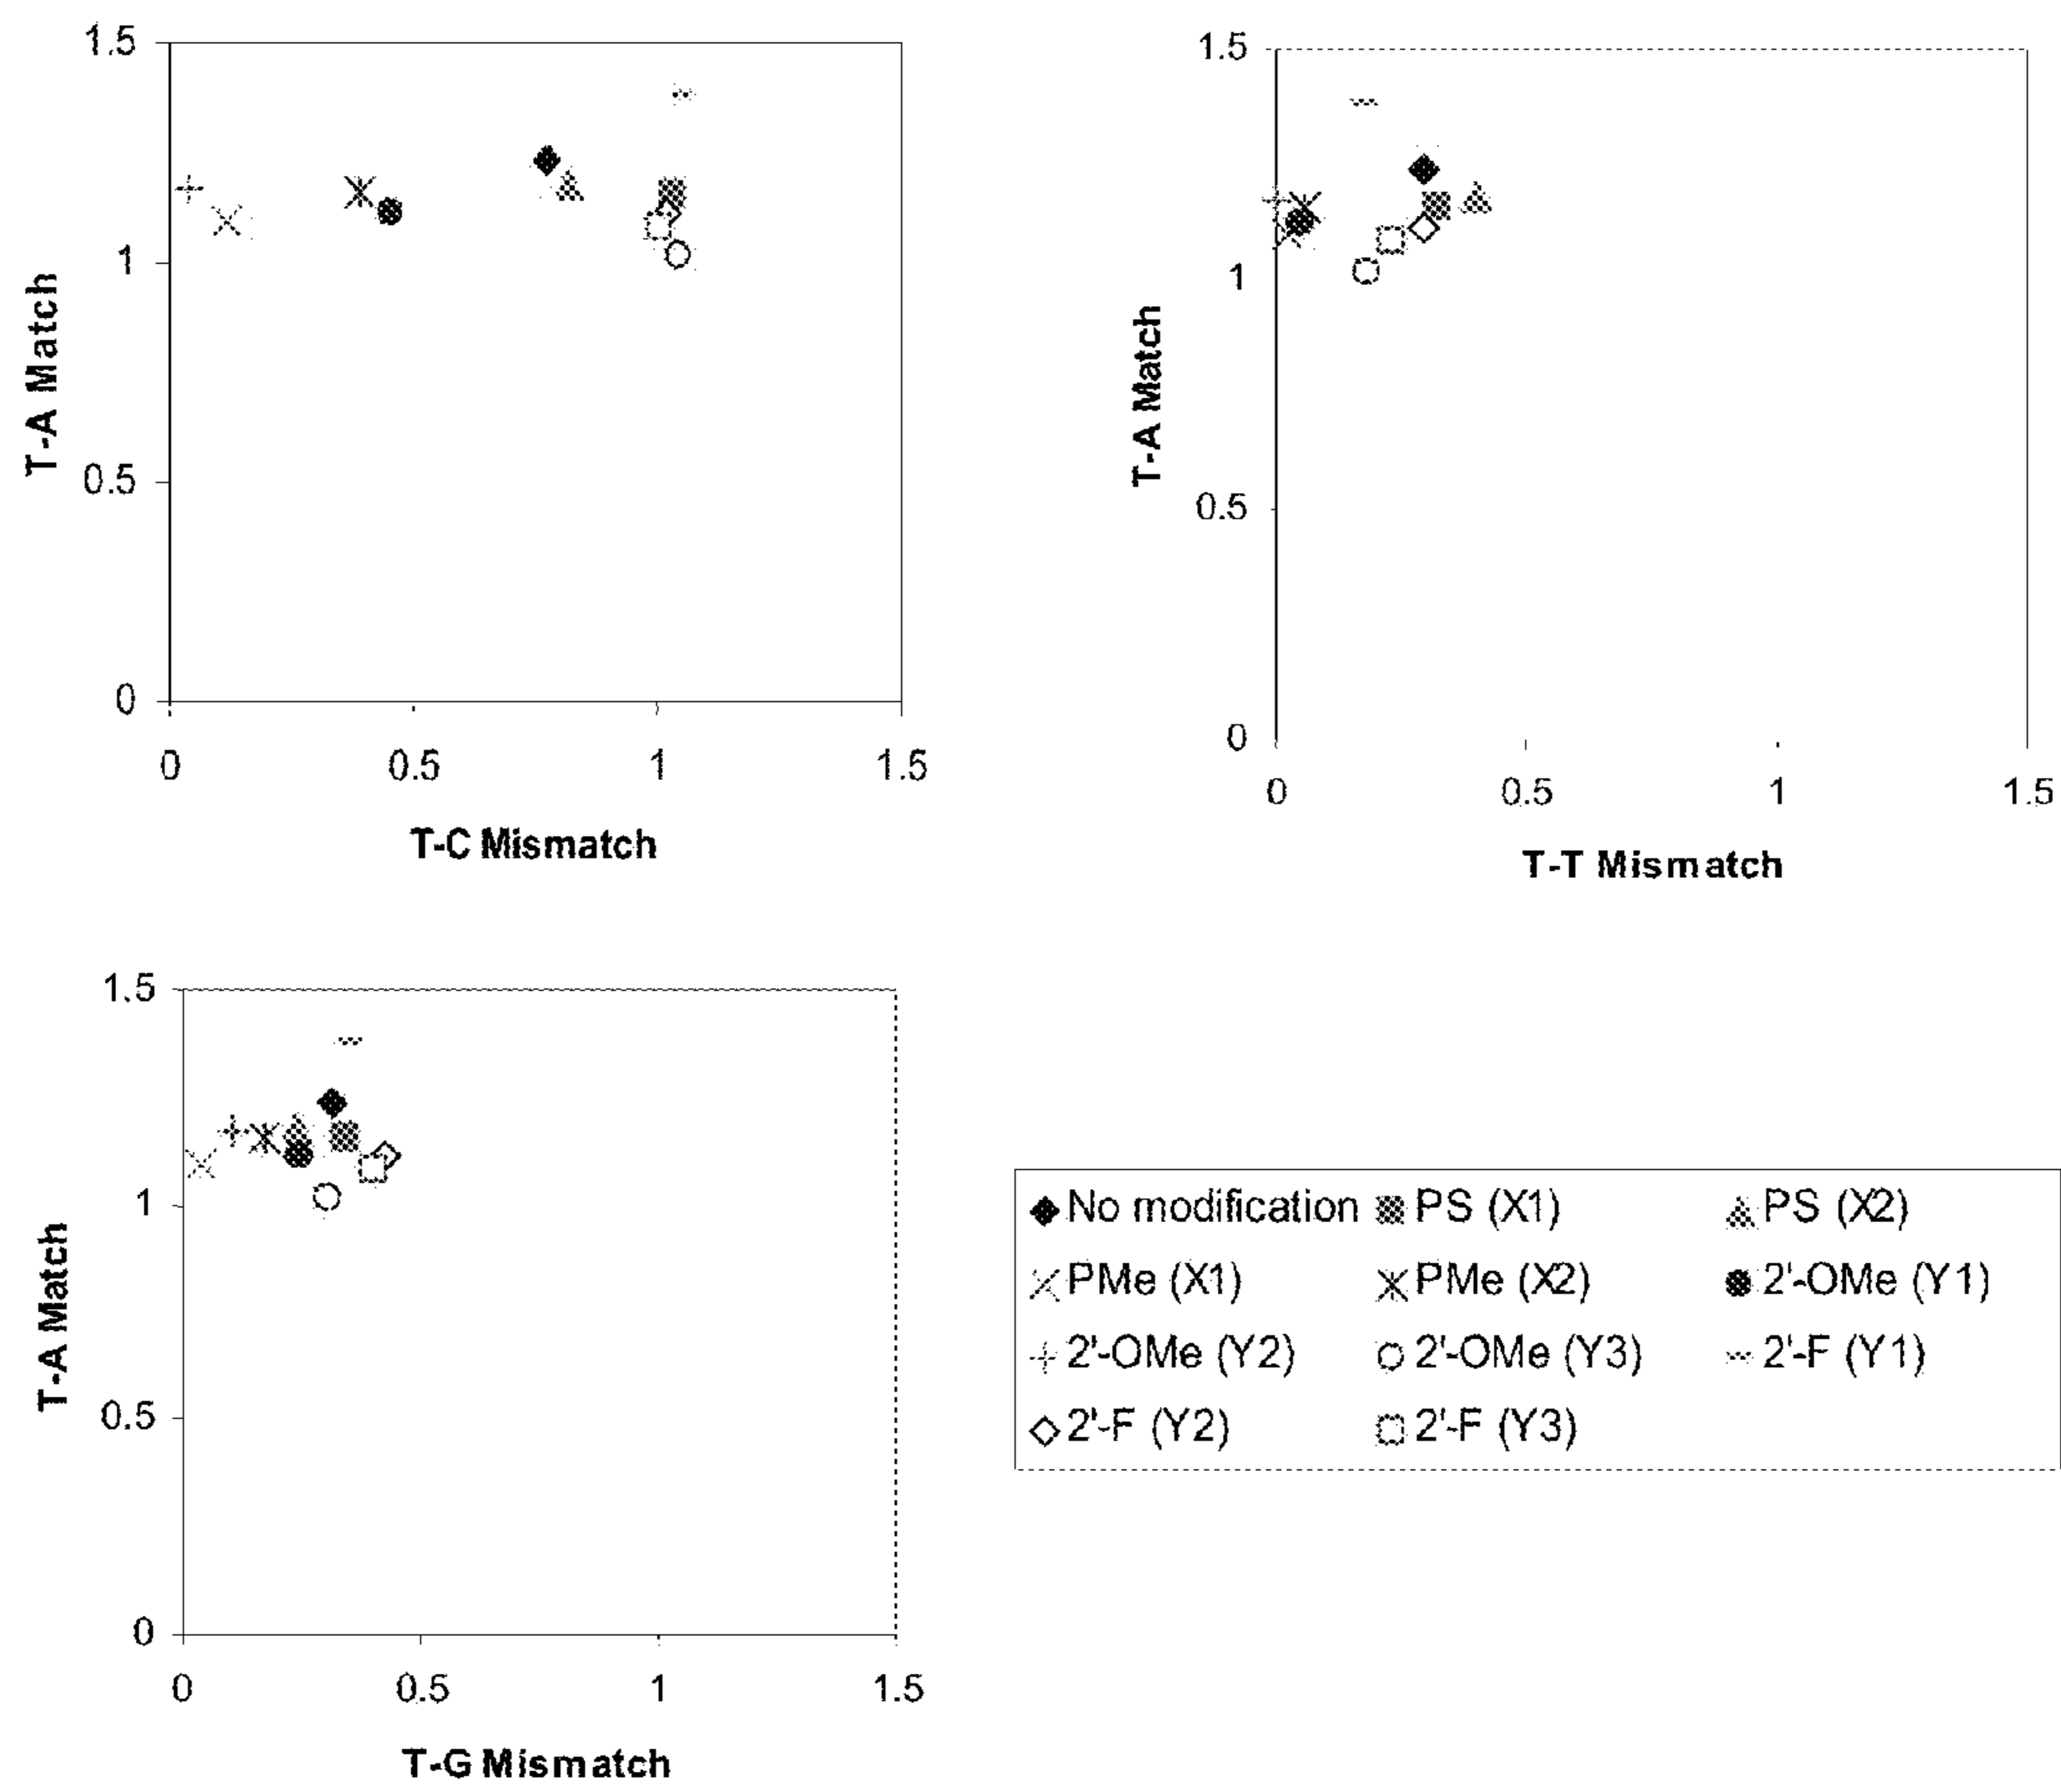 1.5
1
0.5
0
T-A Match
0 0.5 1 1.5
T-C Mismatch
1.5
1
0.5
0
T-A Match
0 0.5 1 1.5
T-T Mismatch
1.5
1
0.5
0
T-A Match
0 0.5 1 1.5
T-G Mismatch
No modification PS (X1) PS (X2)
PMe (X1) PMe (X2) 2'-OMe (Y1)
2'-OMe (Y2) 2'-OMe (Y3) 2'-F (Y1)
2'-F (Y2) 2'-F (Y3)